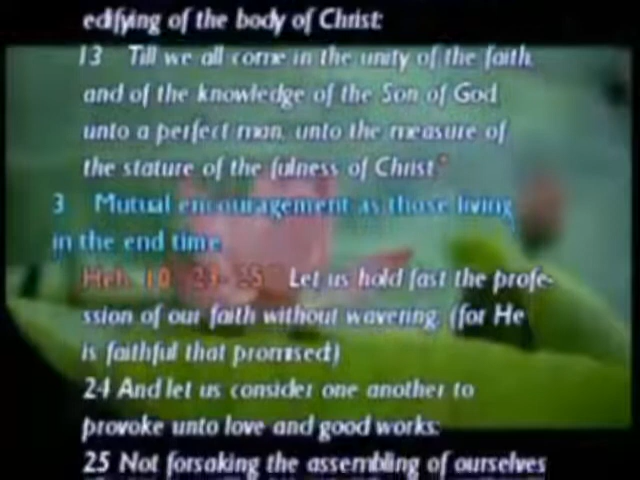 edifying of the body of Christ:
13 Till we all come in the unity of the faith,
and of the knowledge of the Son of God,
unto a perfect man, unto the measure of
the stature of the fulness of Christ"
3 Mutual encouragement as those living
in the end time
Heb. 10 : 23- 25 " Let us hold fast the profe-
ssion of our faith without wavering; (for He
is faithful that promised;)
24 And let us consider one another to
provoke unto love and good works:
25 Not forsaking the assembling of ourselves